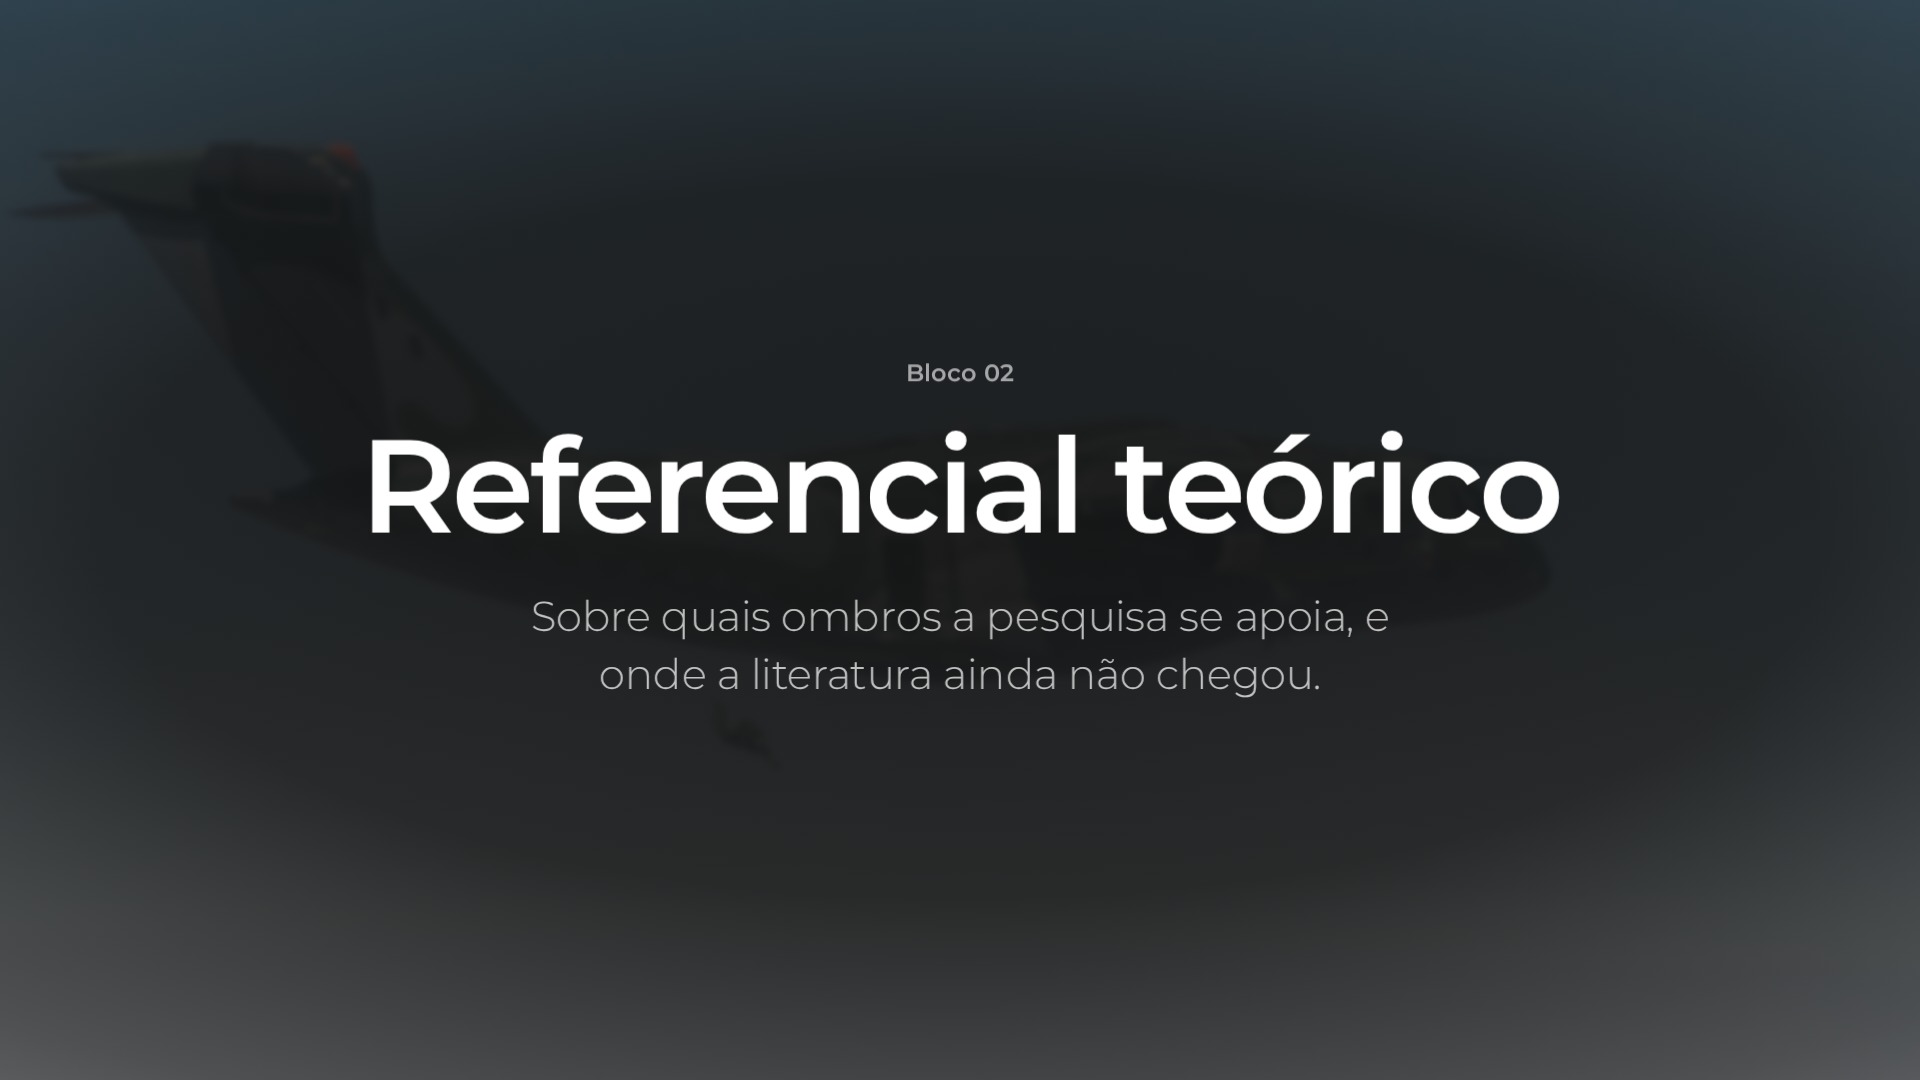 Bloco 02
Referencial teórico
Sobre quais ombros a pesquisa se apoia, e
onde a literatura ainda não chegou.